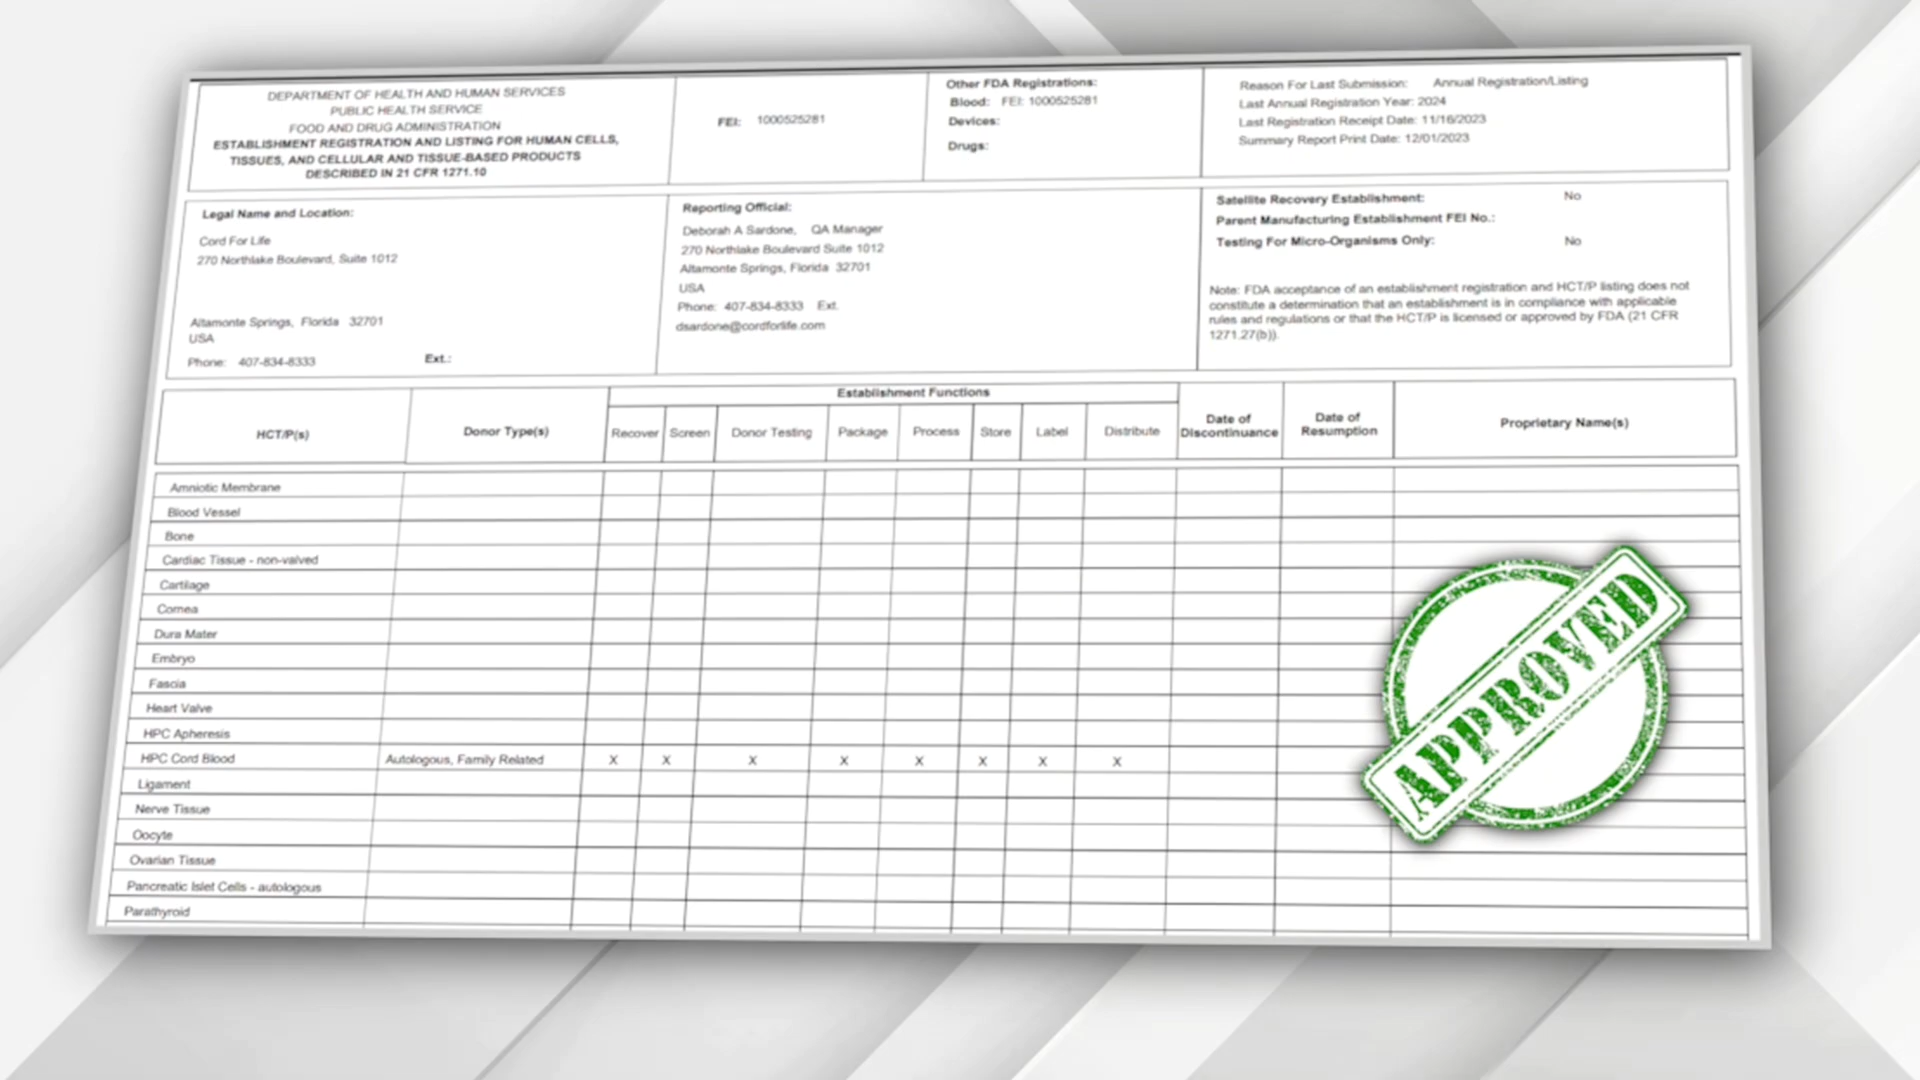 DEPARTMENT OF HEALTH AND HUMAN SERVICES
PUBLIC HEALTH SERVICE
FOOD AND DRUG ADMINISTRATION
ESTABLISHMENT REGISTRATION AND LISTING FOR HUMAN CELLS,
TISSUES, AND CELLULAR AND TISSUE-BASED PRODUCTS
DESCRIBED IN 21 CFR 1271.10
FEI: 1000525281
Other FDA Registrations:
Blood: FEI: 1000525281
Devices:
Drugs:
Reason For Last Submission: Annual Registration/Listing
Last Annual Registration Year: 2024
Last Registration Receipt Date: 11/16/2023
Summary Report Print Date: 12/01/2023
Legal Name and Location:
Cord For Life
270 Northlake Boulevard, Suite 1012
Altamonte Springs, Florida 32701
USA
Phone: 407-834-8333 Ext.:
Reporting Official:
Deborah A Sardone, QA Manager
270 Northlake Boulevard Suite 1012
Altamonte Springs, Florida 32701
USA
Phone: 407-834-8333 Ext.
dsardone@cordforlife.com
Satellite Recovery Establishment: No
Parent Manufacturing Establishment FEI No.:
Testing For Micro-Organisms Only: No
Note: FDA acceptance of an establishment registration and HCT/P listing does not
constitute a determination that an establishment is in compliance with applicable
rules and regulations or that the HCT/P is licensed or approved by FDA (21 CFR
1271.27(b)).
HCT/P(s)
Donor Type(s)
Establishment Functions
Recover Screen Donor Testing Package Process Store Label Distribute
Date of
Discontinuance
Date of
Resumption
Proprietary Name(s)
Amniotic Membrane
Blood Vessel
Bone
Cardiac Tissue - non-valved
Cartilage
Cornea
Dura Mater
Embryo
Fascia
Heart Valve
HPC Apheresis
HPC Cord Blood Autologous, Family Related X X X X X X X X
Ligament
Nerve Tissue
Oocyte
Ovarian Tissue
Pancreatic Islet Cells - autologous
Parathyroid
APPROVED